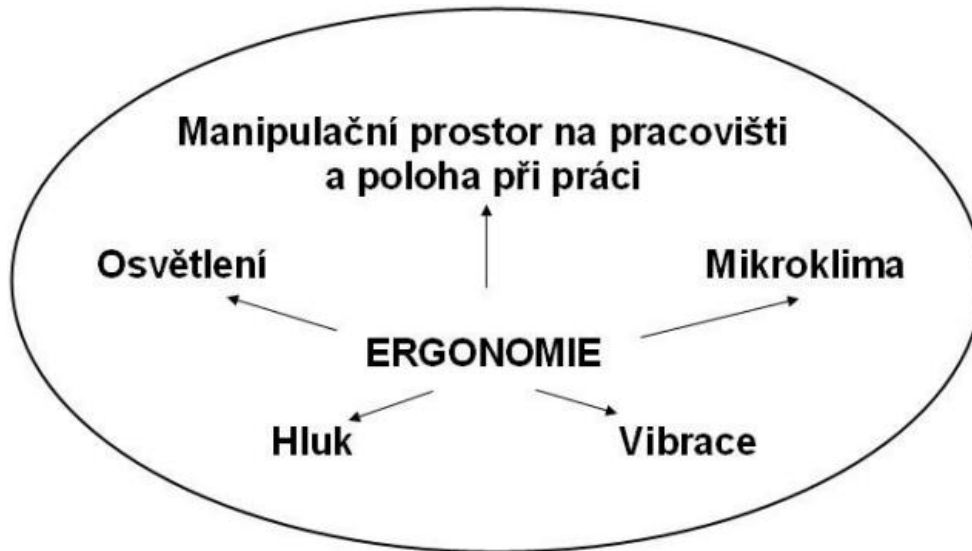 Manipulační prostor na pracovišti
a poloha při práci
Osvětlení
Mikroklima
ERGONOMIE
Hluk
Vibrace